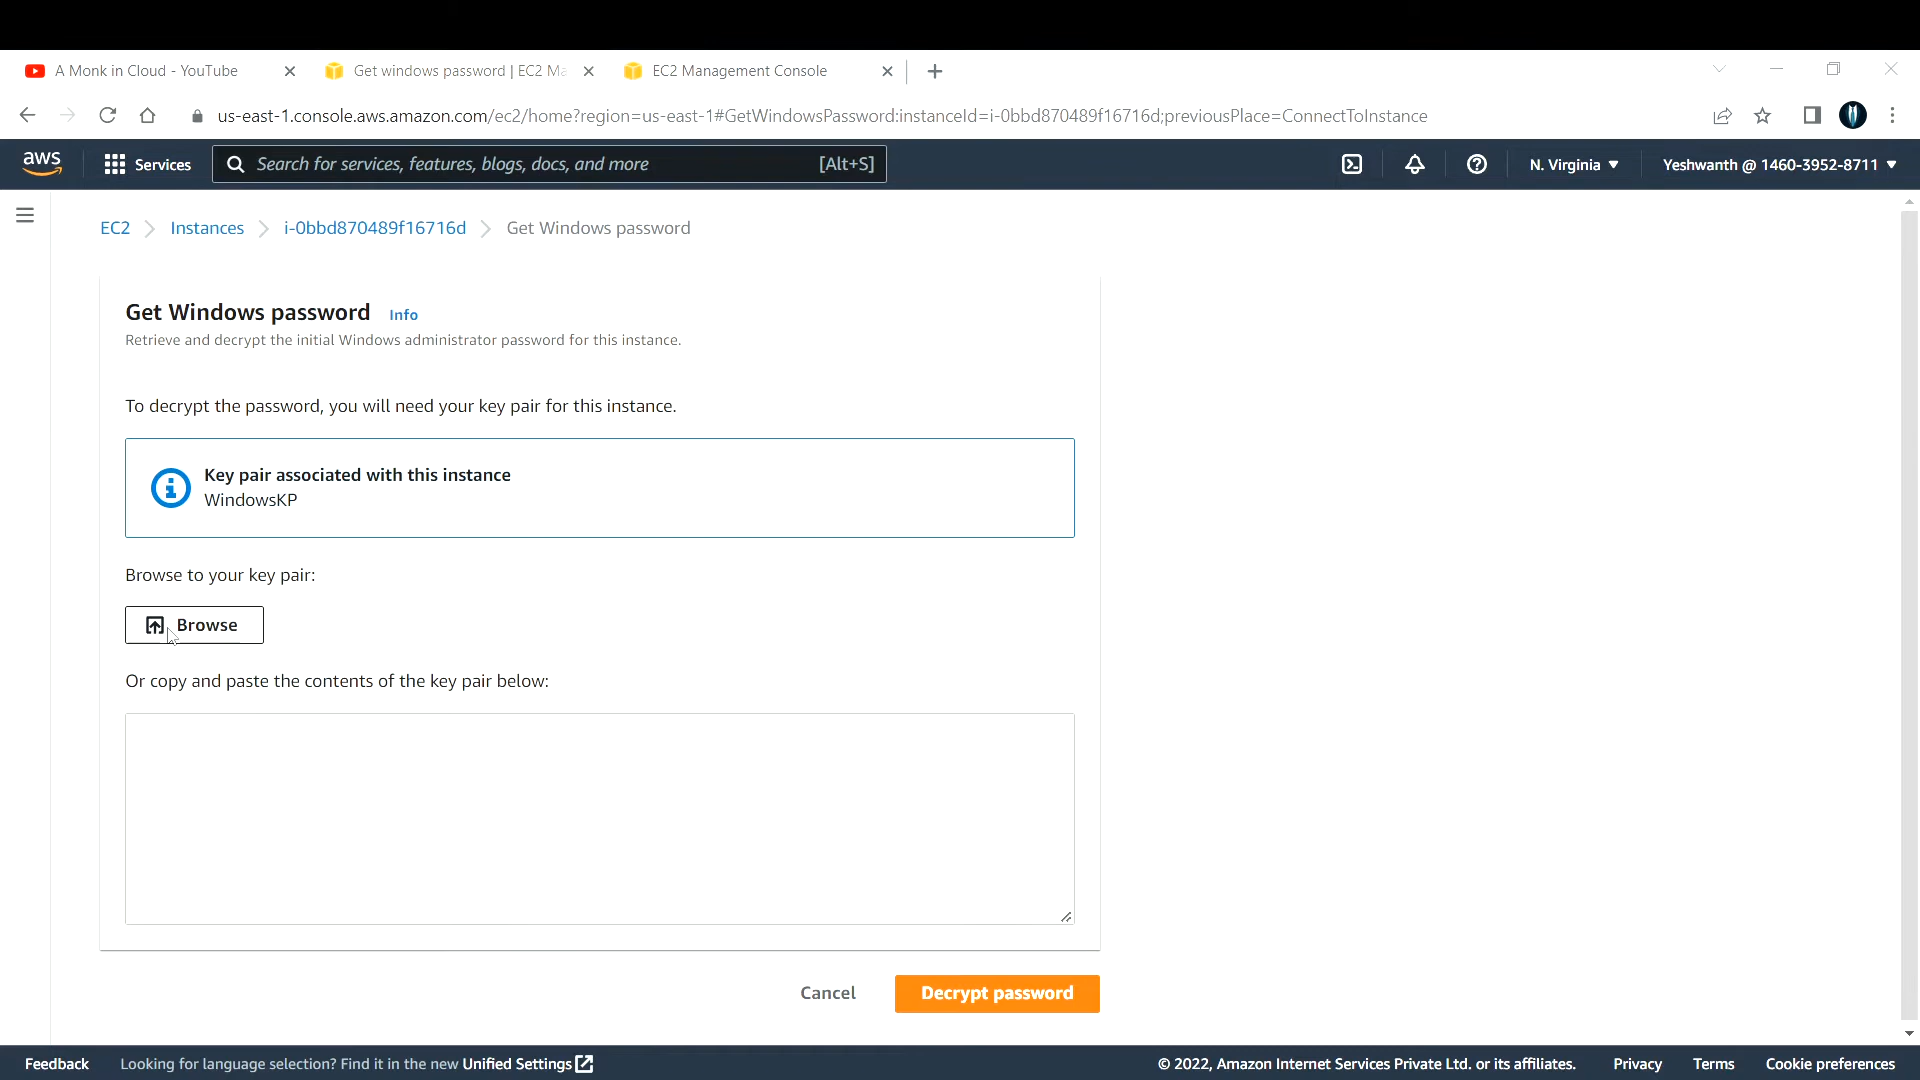 A Monk in Cloud - YouTube
Get windows password | EC2 Ma
EC2 Management Console
us-east-1.console.aws.amazon.com/ec2/home?region=us-east-1#GetWindowsPassword:instanceId=i-0bbd870489f16716d;previousPlace=ConnectToInstance
aws
Services
Search for services, features, blogs, docs, and more
[Alt+S]
N. Virginia
Yeshwanth @ 1460-3952-8711
EC2
Instances
i-0bbd870489f16716d
Get Windows password
Get Windows password
Info
Retrieve and decrypt the initial Windows administrator password for this instance.
To decrypt the password, you will need your key pair for this instance.
Key pair associated with this instance
WindowsKP
Browse to your key pair:
Browse
Or copy and paste the contents of the key pair below:
Cancel
Decrypt password
Feedback
Looking for language selection? Find it in the new Unified Settings
© 2022, Amazon Internet Services Private Ltd. or its affiliates.
Privacy
Terms
Cookie preferences